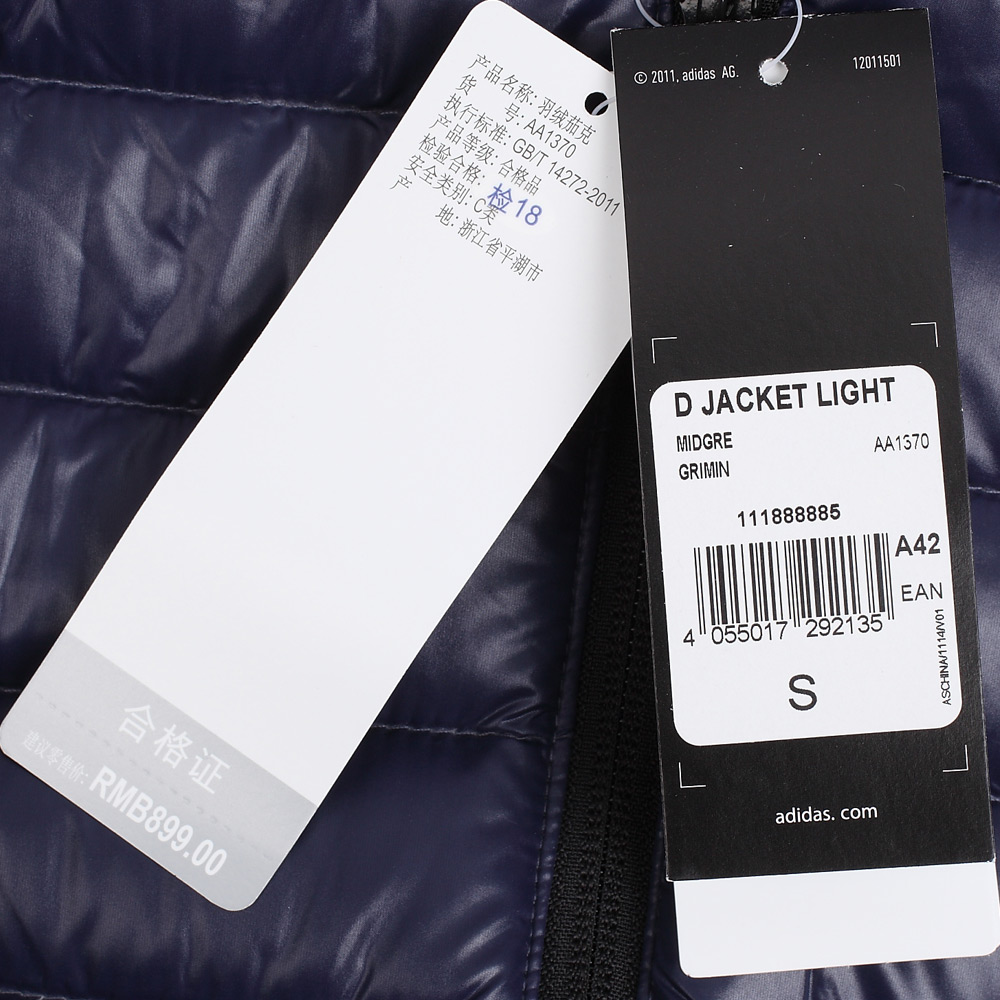 产品名称: 羽绒茄克
货 号: AA1370
执行标准: GB/T 14272-2011
产品等级: 合格品
检验合格: 检18
安全类别: C类
产 地: 浙江省平湖市
合格证
建议零售价: RMB899.00
© 2011, adidas AG.
12011501
D JACKET LIGHT
MIDGRE AA1370
GRIMIN
111888885
A42
EAN
4 055017 292135
S
ASCHINA/1114/V01
adidas. com